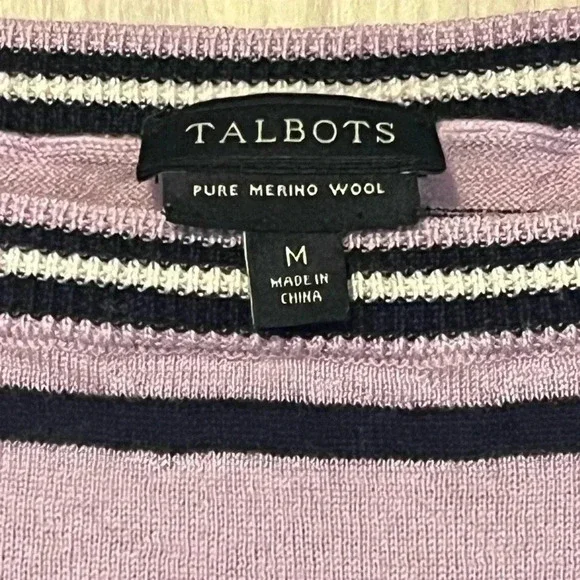 TALBOTS
PURE MERINO WOOL
M
MADE IN
CHINA